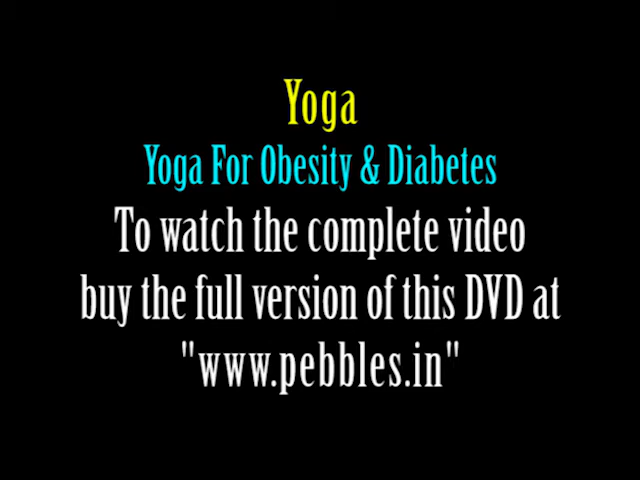 Yoga
Yoga For Obesity & Diabetes
To watch the complete video
buy the full version of this DVD at
"www.pebbles.in"